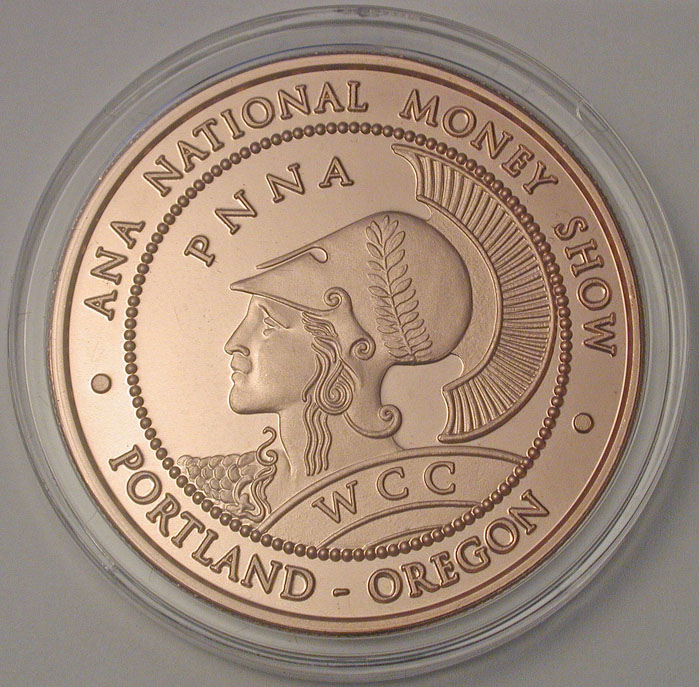 ANA NATIONAL MONEY SHOW
PNNA
WCC
PORTLAND - OREGON